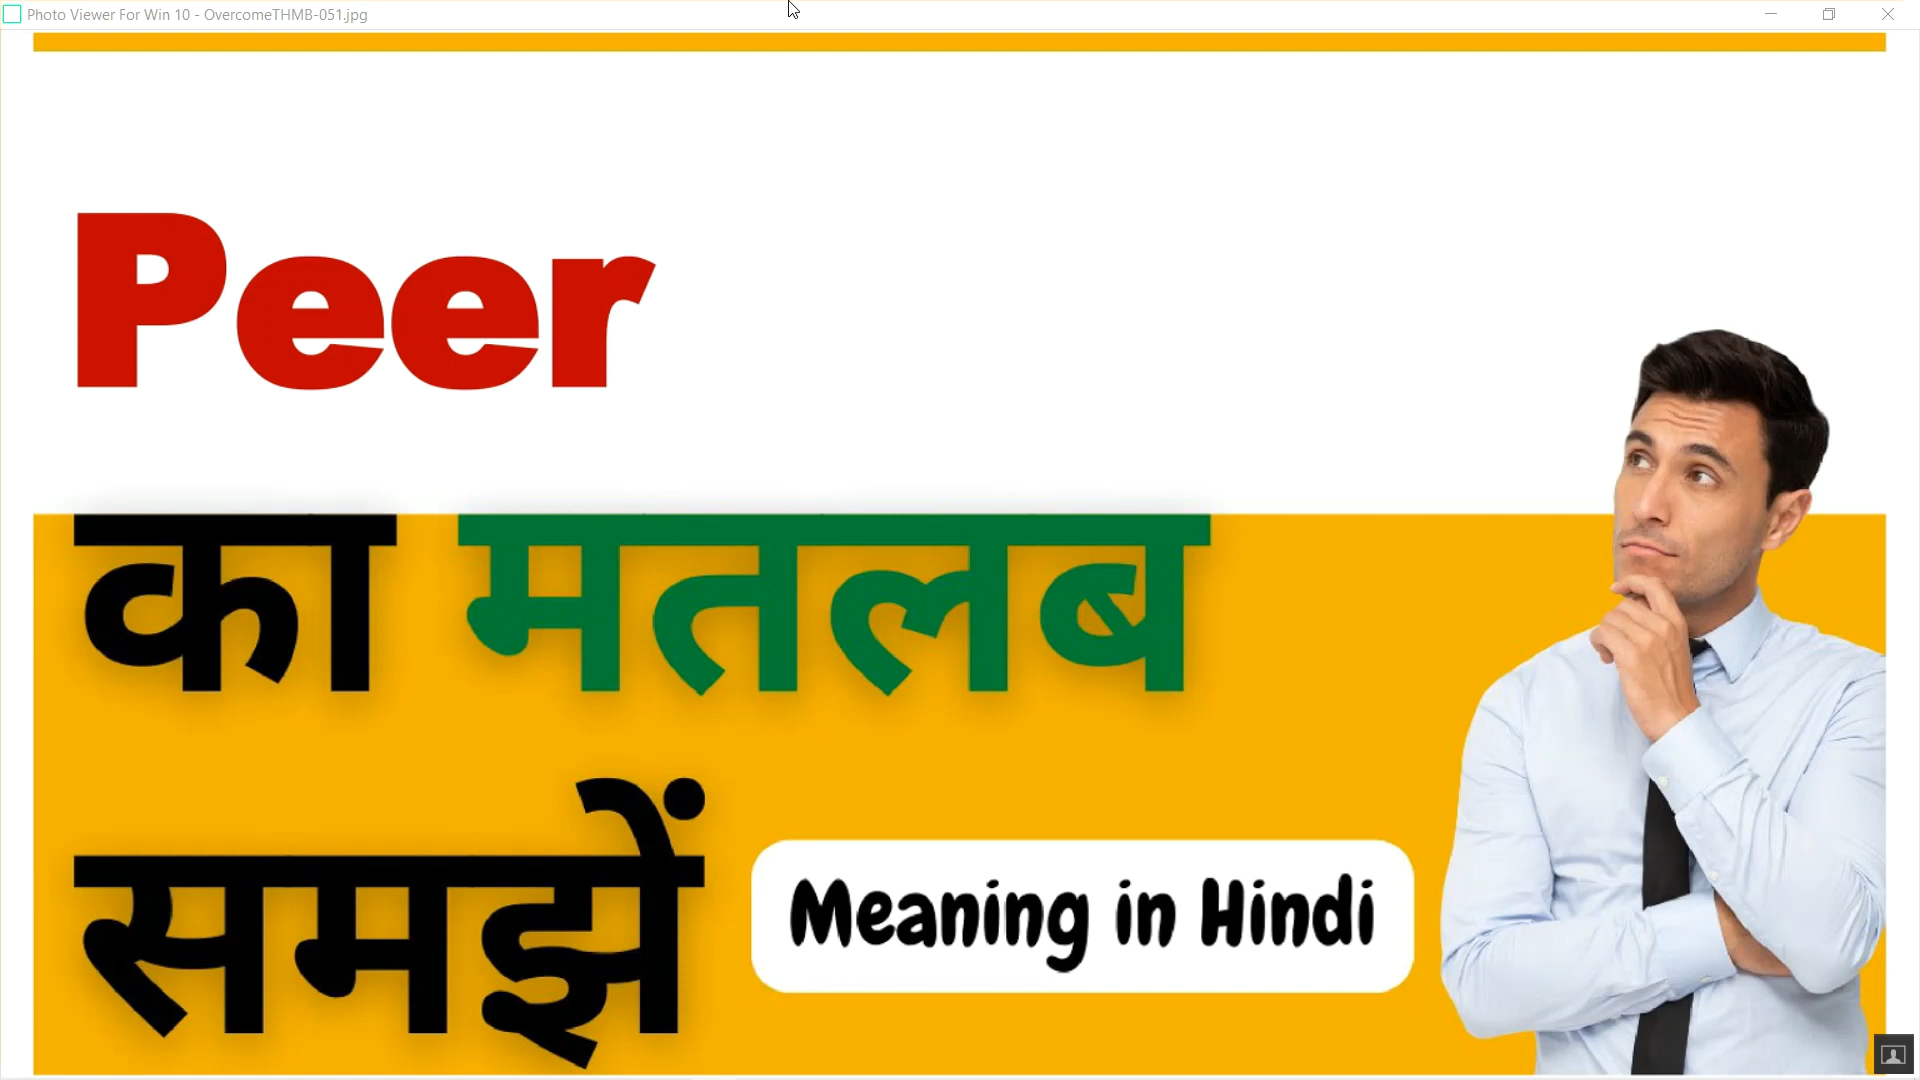 Photo Viewer For Win 10 - OvercomeTHMB-051.jpg
Peer
का मतलब
समझें
Meaning in Hindi